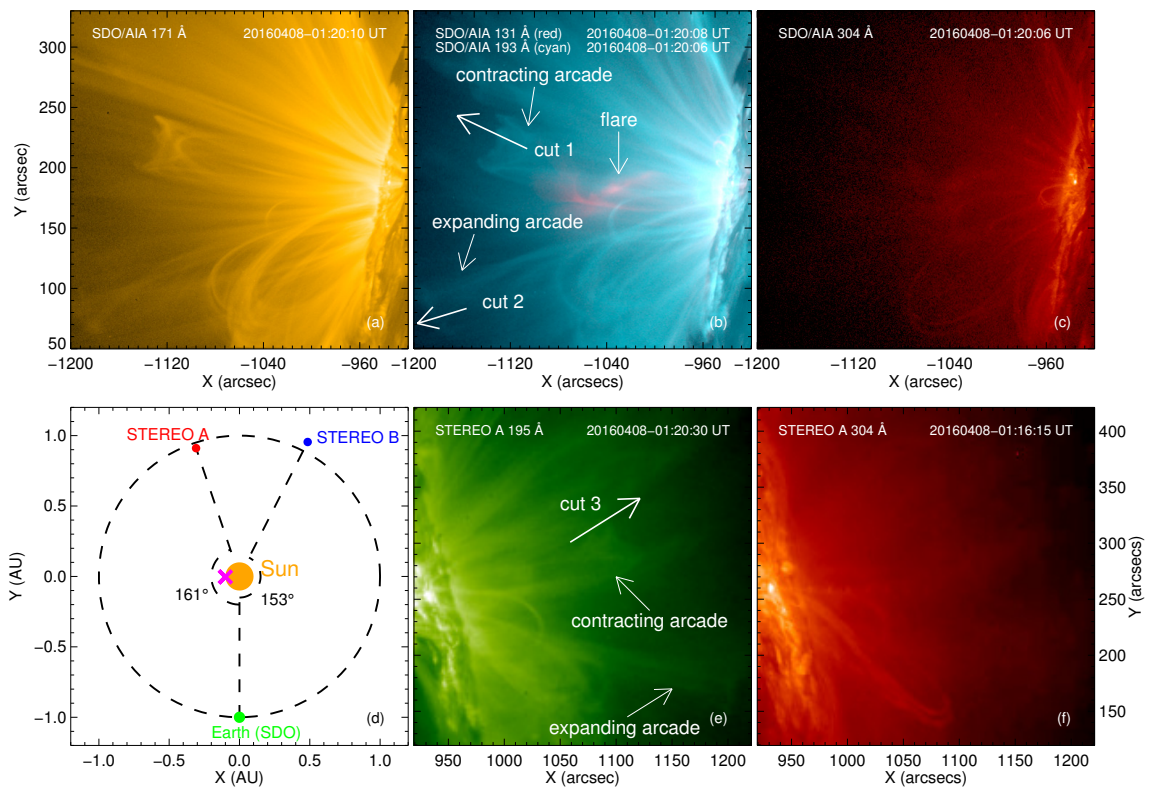 SDO/AIA 171 Å 20160408−01:20:10 UT
SDO/AIA 131 Å (red) 20160408−01:20:08 UT
SDO/AIA 193 Å (cyan) 20160408−01:20:06 UT
SDO/AIA 304 Å 20160408−01:20:06 UT
300
250
200
150
100
50
Y (arcsec)
contracting arcade
flare
cut 1
expanding arcade
cut 2
(a)
(b)
(c)
−1200 −1120 −1040 −960
X (arcsec)
−1200 −1120 −1040 −960
X (arcsecs)
−1200 −1120 −1040 −960
X (arcsec)
1.0
0.5
0.0
−0.5
−1.0
Y (AU)
STEREO A
STEREO B
Sun
161°
153°
Earth (SDO)
(d)
−1.0 −0.5 0.0 0.5 1.0
X (AU)
STEREO A 195 Å 20160408−01:20:30 UT
cut 3
contracting arcade
expanding arcade
(e)
950 1000 1050 1100 1150 1200
X (arcsec)
STEREO A 304 Å 20160408−01:16:15 UT
(f)
400
350
300
250
200
150
Y (arcsecs)
950 1000 1050 1100 1150 1200
X (arcsecs)